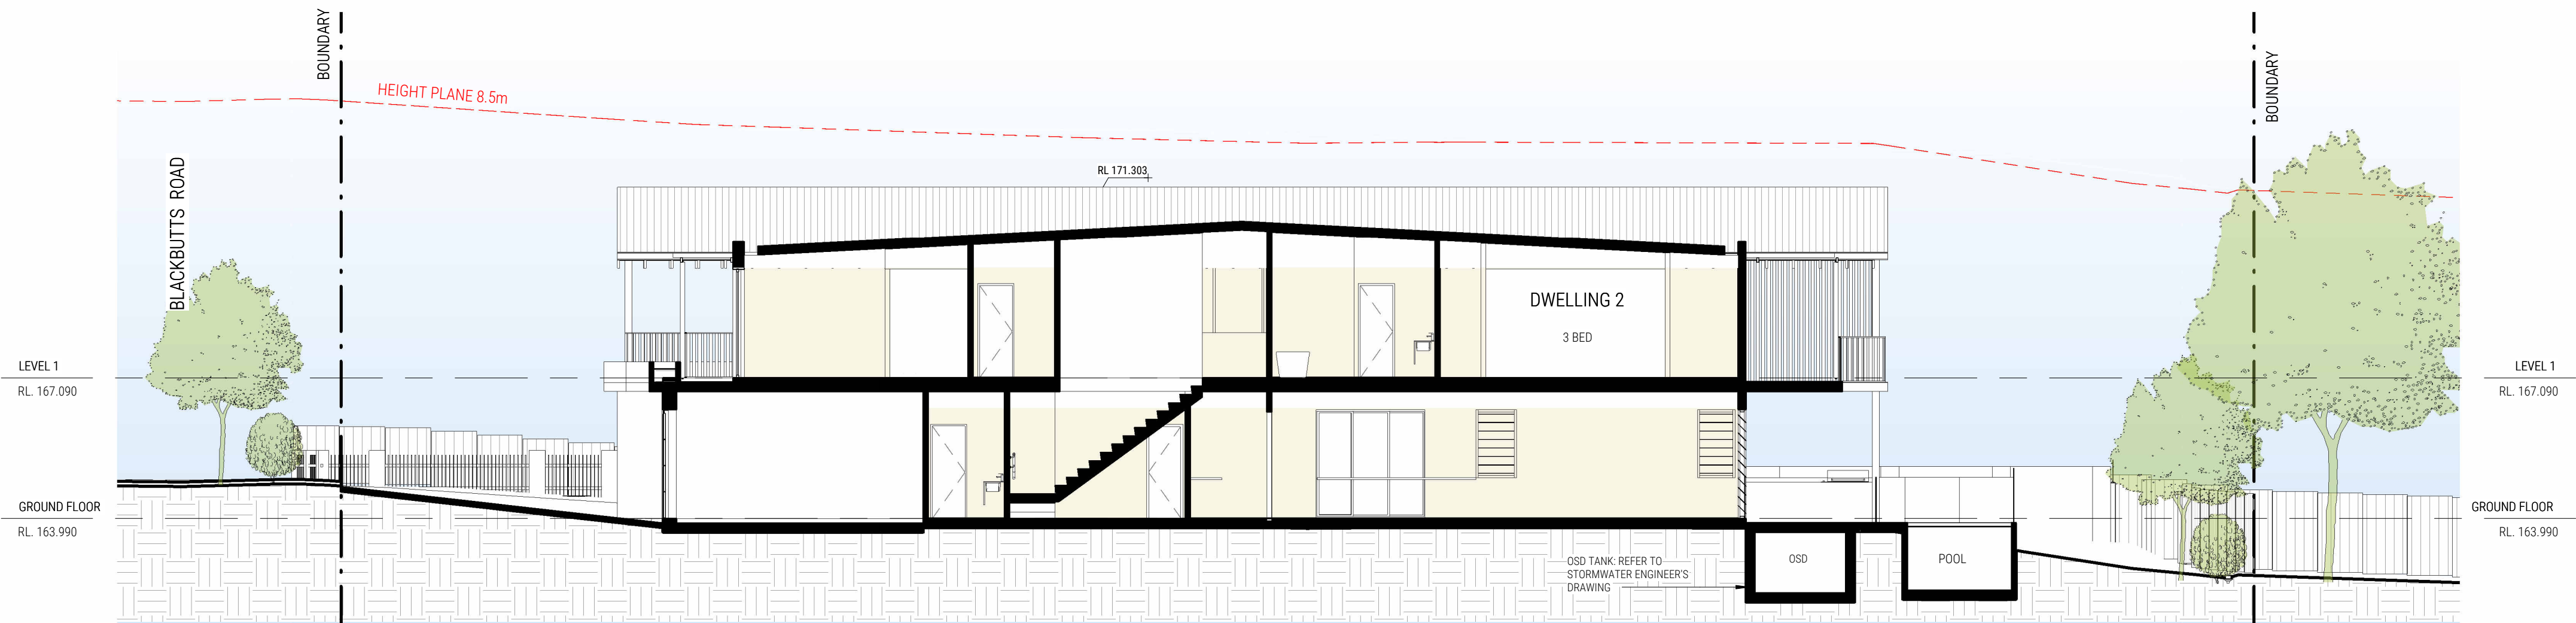 BOUNDARY
BOUNDARY
HEIGHT PLANE 8.5m
BLACKBUTTS ROAD
RL 171.303
DWELLING 2
3 BED
LEVEL 1
RL. 167.090
LEVEL 1
RL. 167.090
GROUND FLOOR
RL. 163.990
GROUND FLOOR
RL. 163.990
OSD TANK: REFER TO
STORMWATER ENGINEER'S
DRAWING
OSD
POOL